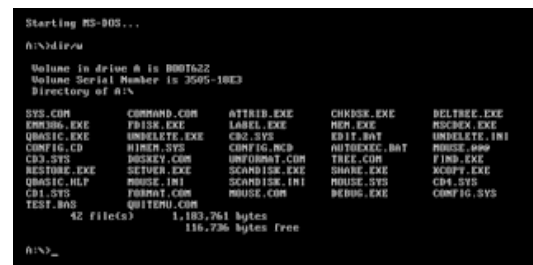 Starting MS-DOS...
A:\>dir/w
Volume in drive A is BOOT622
Volume Serial Number is 3505-18E3
Directory of A:\
SYS.COM COMMAND.COM ATTRIB.EXE CHKDSK.EXE DELTREE.EXE
EMM386.EXE FDISK.EXE LABEL.EXE MEM.EXE MSCDEX.EXE
QBASIC.EXE UNDELETE.EXE CD2.SYS EDIT.BAT UNDELETE.INI
CONFIG.CD HIMEM.SYS CONFIG.NCD AUTOEXEC.BAT MOUSE.@@@
CD3.SYS DOSKEY.COM UNFORMAT.COM TREE.COM FIND.EXE
RESTORE.EXE SETVER.EXE SCANDISK.EXE SHARE.EXE XCOPY.EXE
QBASIC.HLP MOUSE.INI SCANDISK.INI MOUSE.SYS CD4.SYS
CD1.SYS FORMAT.COM MOUSE.COM DEBUG.EXE CONFIG.SYS
TEST.BAS QUITEMU.COM
42 file(s) 1,183,761 bytes
116,736 bytes free
A:\>_